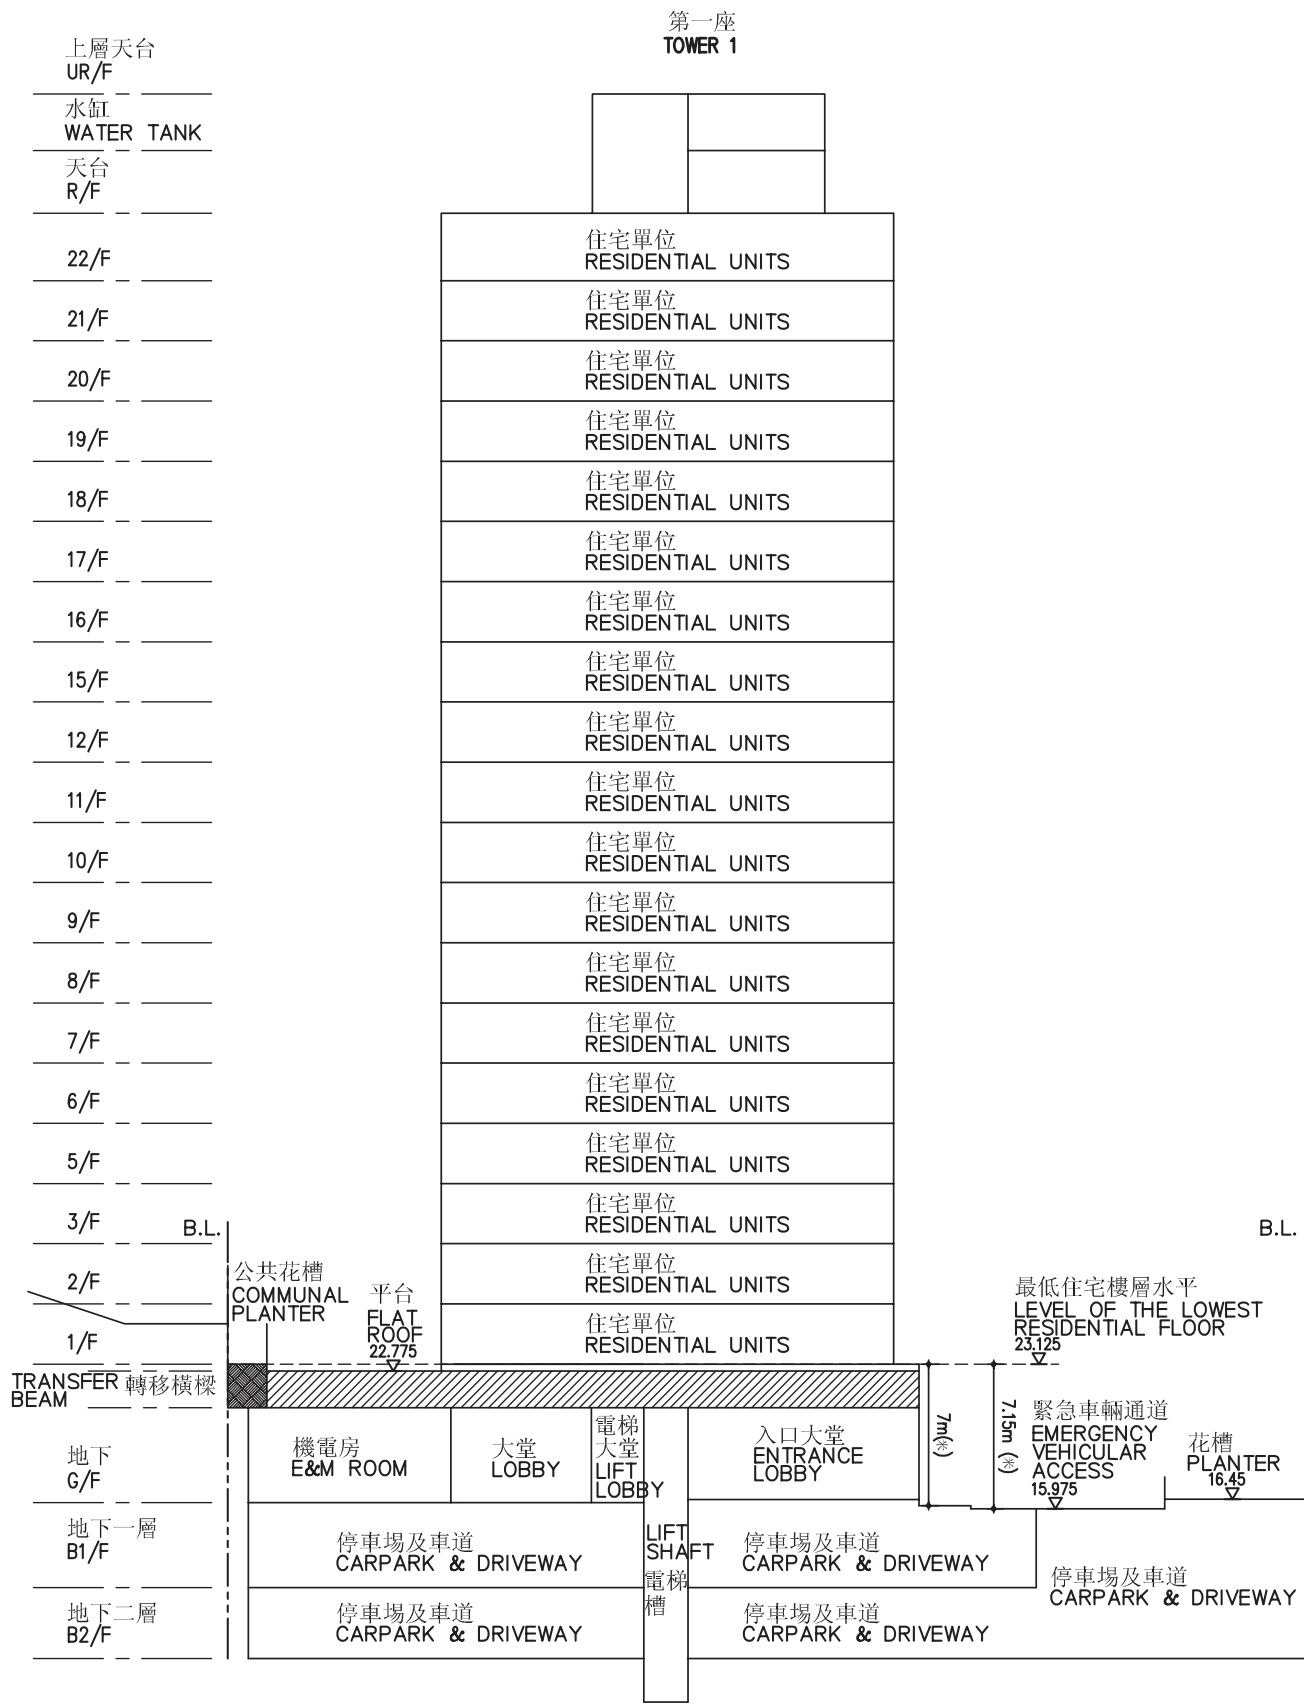 第一座
TOWER 1
上層天台
UR/F
水缸
WATER TANK
天台
R/F
22/F
住宅單位
RESIDENTIAL UNITS
21/F
住宅單位
RESIDENTIAL UNITS
20/F
住宅單位
RESIDENTIAL UNITS
19/F
住宅單位
RESIDENTIAL UNITS
18/F
住宅單位
RESIDENTIAL UNITS
17/F
住宅單位
RESIDENTIAL UNITS
16/F
住宅單位
RESIDENTIAL UNITS
15/F
住宅單位
RESIDENTIAL UNITS
12/F
住宅單位
RESIDENTIAL UNITS
11/F
住宅單位
RESIDENTIAL UNITS
10/F
住宅單位
RESIDENTIAL UNITS
9/F
住宅單位
RESIDENTIAL UNITS
8/F
住宅單位
RESIDENTIAL UNITS
7/F
住宅單位
RESIDENTIAL UNITS
6/F
住宅單位
RESIDENTIAL UNITS
5/F
住宅單位
RESIDENTIAL UNITS
3/F
住宅單位
RESIDENTIAL UNITS
B.L.
B.L.
2/F
住宅單位
RESIDENTIAL UNITS
1/F
住宅單位
RESIDENTIAL UNITS
公共花槽
COMMUNAL
PLANTER
平台
FLAT
ROOF
22.775
最低住宅樓層水平
LEVEL OF THE LOWEST
RESIDENTIAL FLOOR
23.125
TRANSFER
BEAM
轉移橫樑
地下
G/F
機電房
E&M ROOM
大堂
LOBBY
電梯
大堂
LIFT
LOBBY
入口大堂
ENTRANCE
LOBBY
7m(※)
7.15m (※)
緊急車輛通道
EMERGENCY
VEHICULAR
ACCESS
15.975
花槽
PLANTER
16.45
地下一層
B1/F
停車場及車道
CARPARK & DRIVEWAY
LIFT
SHAFT
電梯
槽
停車場及車道
CARPARK & DRIVEWAY
停車場及車道
CARPARK & DRIVEWAY
地下二層
B2/F
停車場及車道
CARPARK & DRIVEWAY
停車場及車道
CARPARK & DRIVEWAY